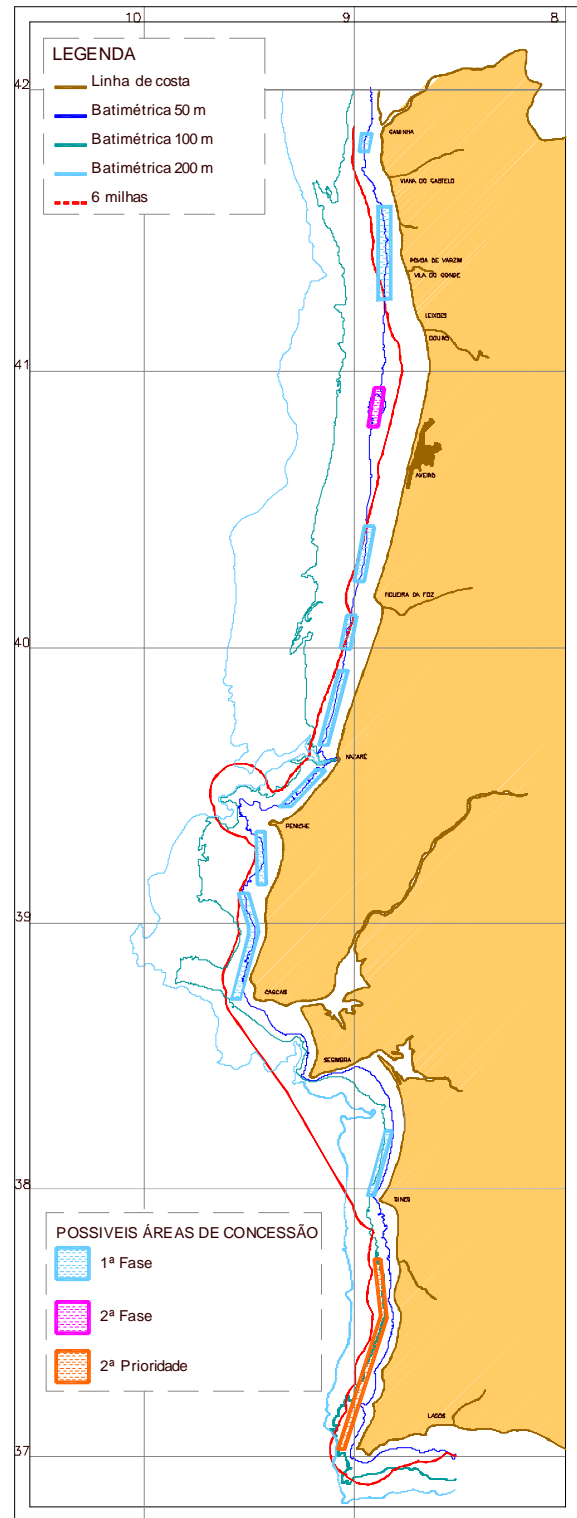 10
9
8
LEGENDA
Linha de costa
Batimétrica 50 m
Batimétrica 100 m
Batimétrica 200 m
6 milhas
42
CAMINHA
VIANA DO CASTELO
POVOA DE VARZIM
VILA DO CONDE
LEIXÕES
DOURO
41
AVEIRO
FIGUEIRA DA FOZ
40
NAZARÉ
PENICHE
39
CASCAIS
SESIMBRA
38
SINES
POSSIVEIS ÁREAS DE CONCESSÃO
1ª Fase
2ª Fase
2ª Prioridade
LAGOS
37